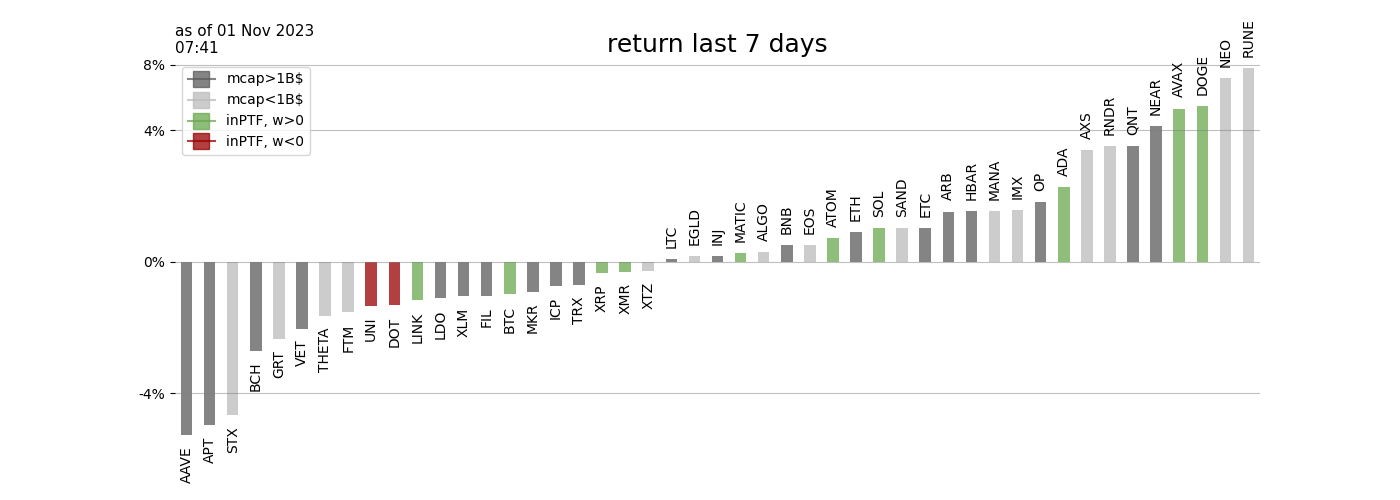 as of 01 Nov 2023
07:41
return last 7 days
8%
4%
0%
-4%
mcap>1B$
mcap<1B$
inPTF, w>0
inPTF, w<0
AAVE
APT
STX
BCH
GRT
VET
THETA
FTM
UNI
DOT
LINK
LDO
XLM
FIL
BTC
MKR
ICP
TRX
XRP
XMR
XTZ
LTC
EGLD
INJ
MATIC
ALGO
BNB
EOS
ATOM
ETH
SOL
SAND
ETC
ARB
HBAR
MANA
IMX
OP
ADA
AXS
RNDR
QNT
NEAR
AVAX
DOGE
NEO
RUNE